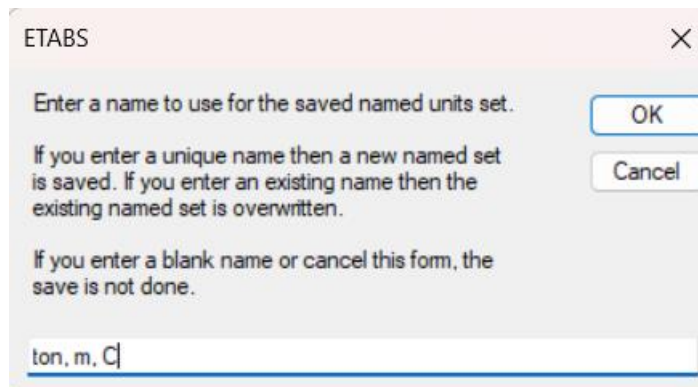 ETABS
Enter a name to use for the saved named units set.
OK
If you enter a unique name then a new named set
is saved. If you enter an existing name then the
existing named set is overwritten.
Cancel
If you enter a blank name or cancel this form, the
save is not done.
ton, m, C